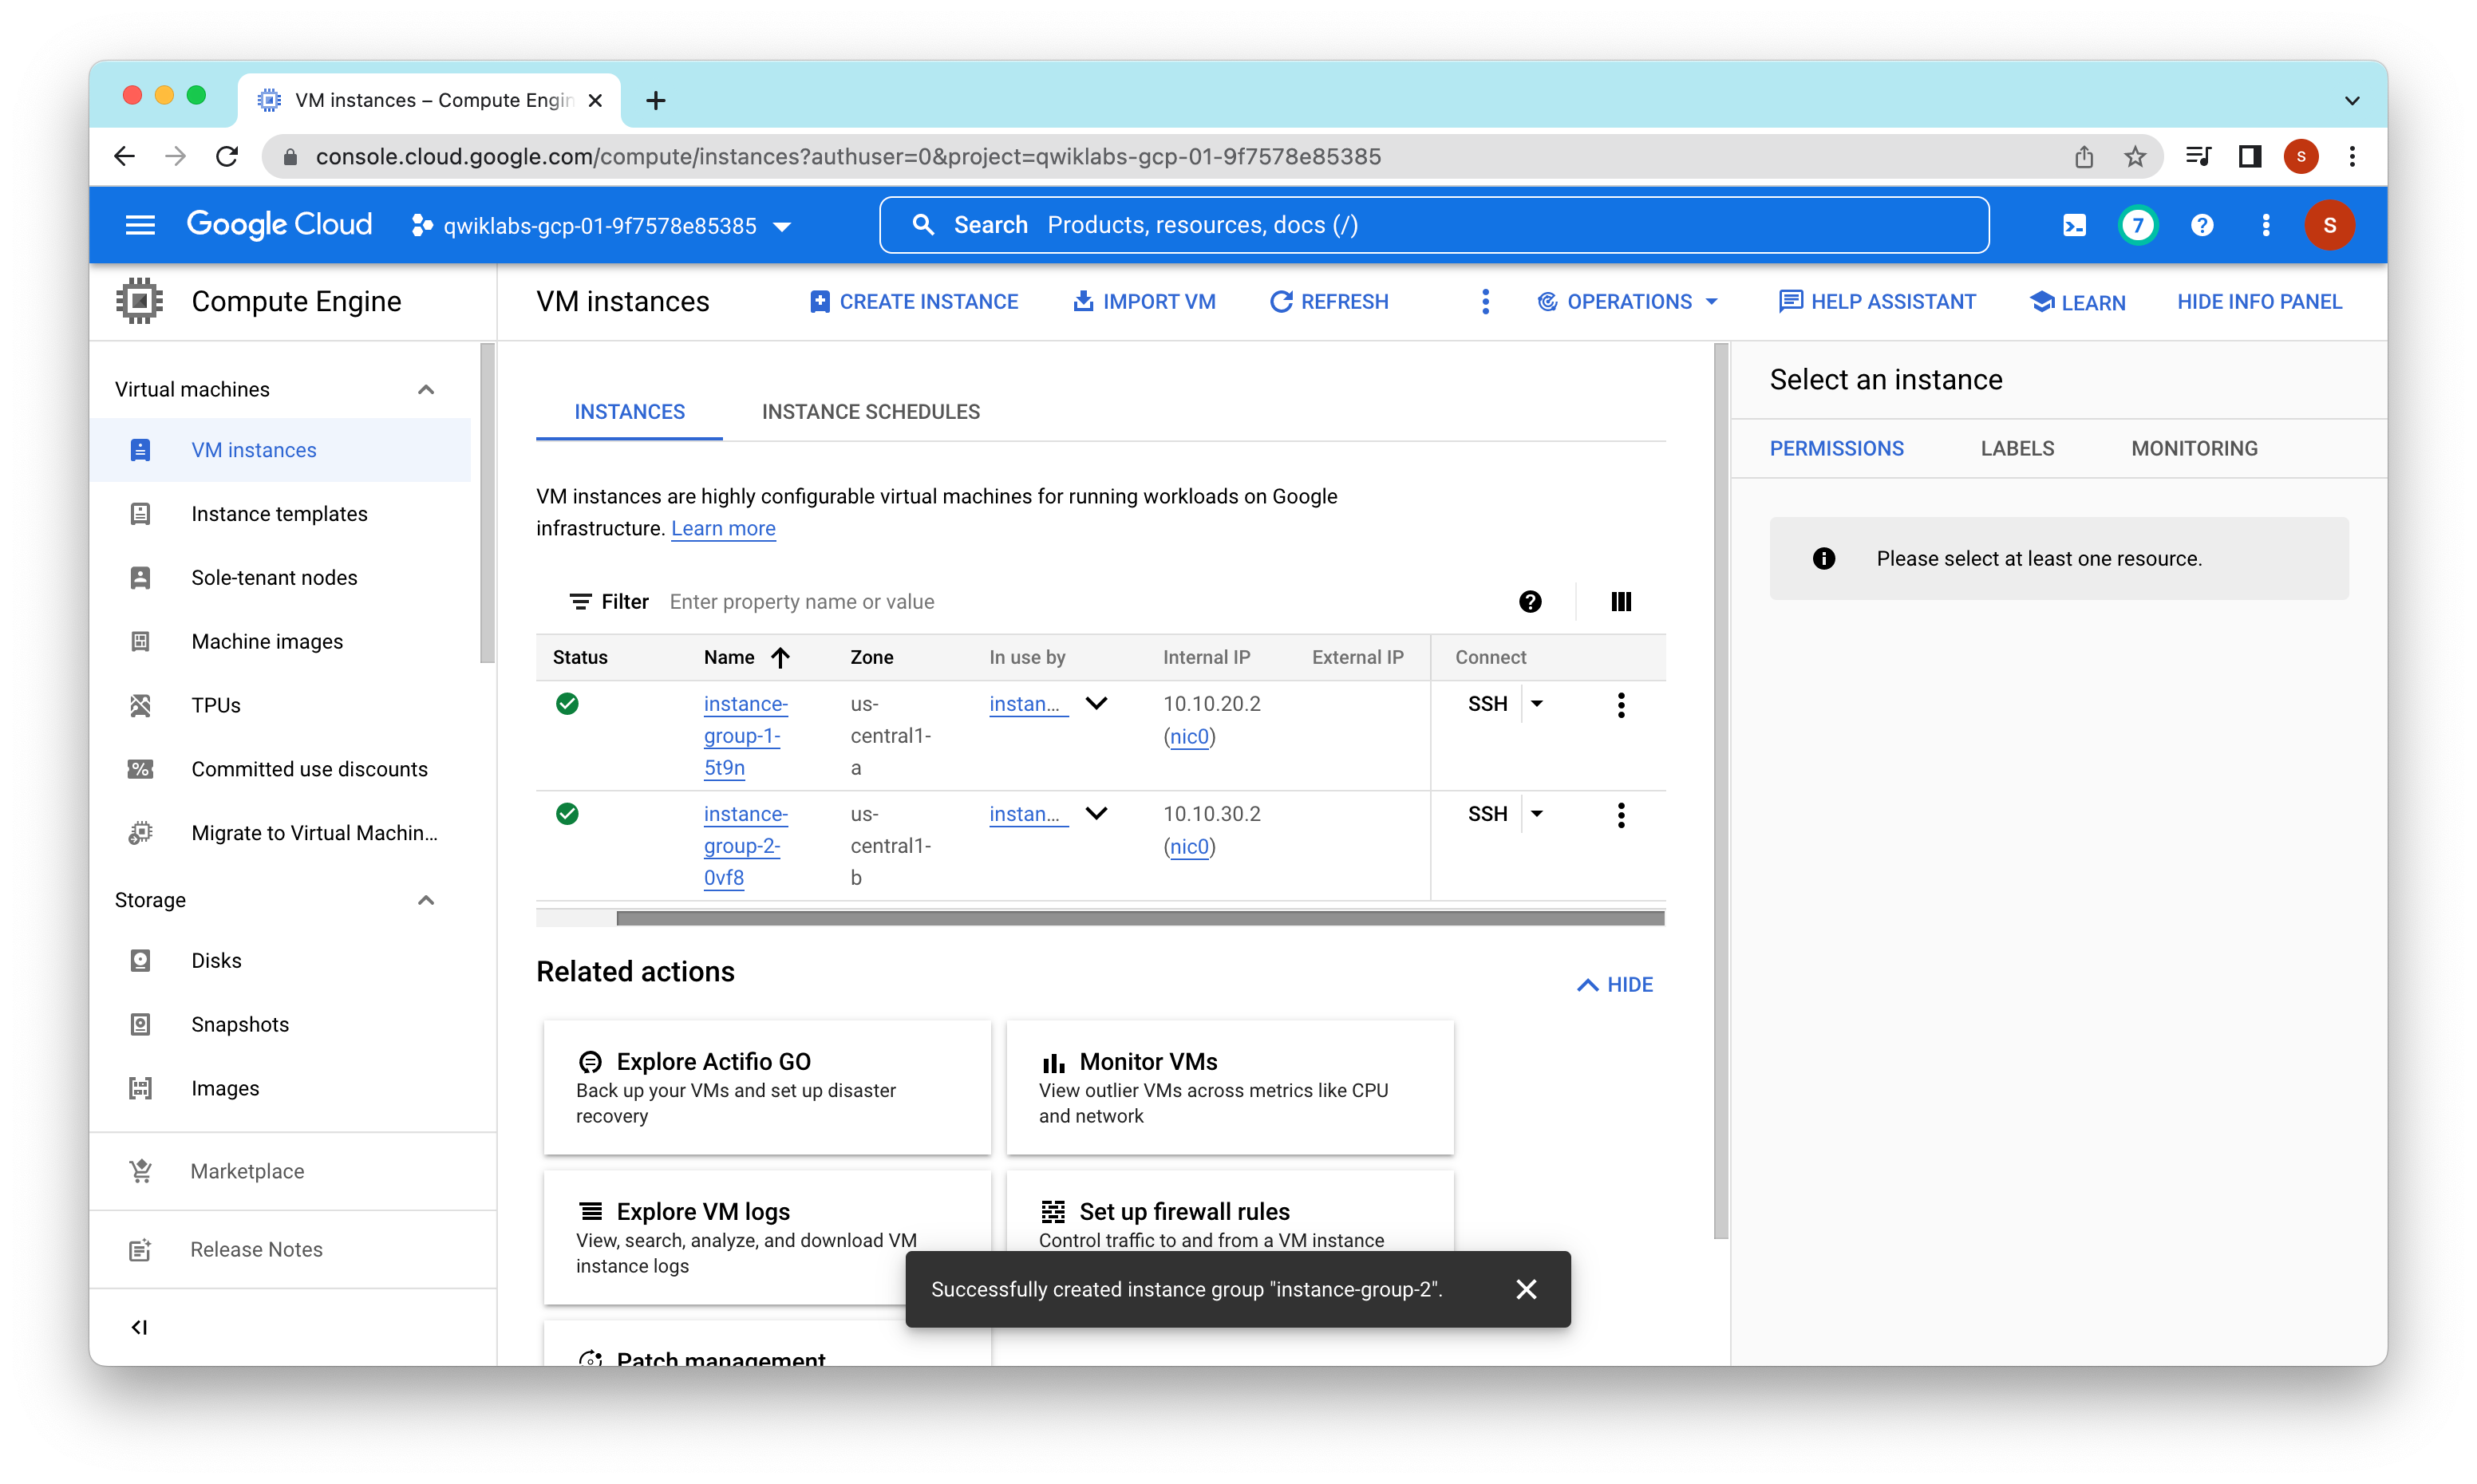 VM instances – Compute Engin
console.cloud.google.com/compute/instances?authuser=0&project=qwiklabs-gcp-01-9f7578e85385
S
Google Cloud
qwiklabs-gcp-01-9f7578e85385
Search Products, resources, docs (/)
7
S
Compute Engine
VM instances
CREATE INSTANCE
IMPORT VM
REFRESH
OPERATIONS
HELP ASSISTANT
LEARN
HIDE INFO PANEL
Virtual machines
VM instances
Instance templates
Sole-tenant nodes
Machine images
TPUs
Committed use discounts
Migrate to Virtual Machin...
Storage
Disks
Snapshots
Images
Marketplace
Release Notes
INSTANCES
INSTANCE SCHEDULES
VM instances are highly configurable virtual machines for running workloads on Google
infrastructure. Learn more
Filter Enter property name or value
Status Name Zone In use by Internal IP External IP Connect
instance-group-1-5t9n us-central1-a instan... 10.10.20.2 (nic0) SSH
instance-group-2-0vf8 us-central1-b instan... 10.10.30.2 (nic0) SSH
Related actions
HIDE
Explore Actifio GO
Back up your VMs and set up disaster
recovery
Monitor VMs
View outlier VMs across metrics like CPU
and network
Explore VM logs
View, search, analyze, and download VM
instance logs
Set up firewall rules
Control traffic to and from a VM instance
Patch management
Successfully created instance group "instance-group-2".
Select an instance
PERMISSIONS
LABELS
MONITORING
Please select at least one resource.